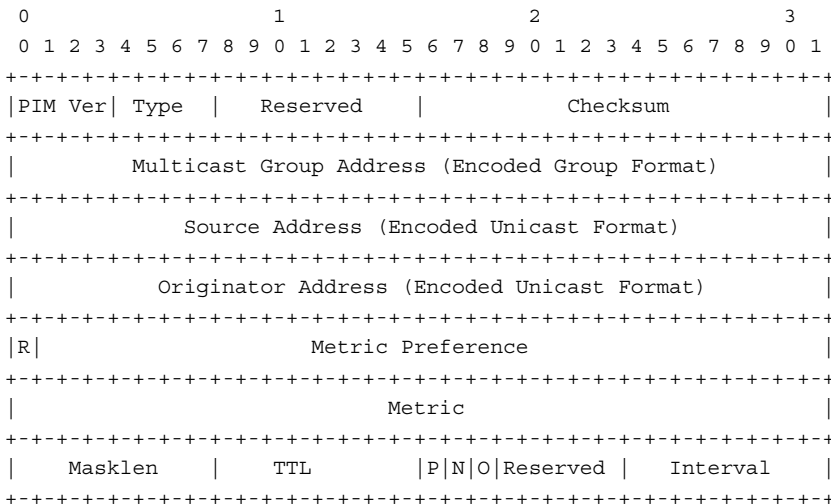 0                   1                   2                   3
 0 1 2 3 4 5 6 7 8 9 0 1 2 3 4 5 6 7 8 9 0 1 2 3 4 5 6 7 8 9 0 1
+-+-+-+-+-+-+-+-+-+-+-+-+-+-+-+-+-+-+-+-+-+-+-+-+-+-+-+-+-+-+-+-+
|PIM Ver| Type  |   Reserved    |           Checksum            |
+-+-+-+-+-+-+-+-+-+-+-+-+-+-+-+-+-+-+-+-+-+-+-+-+-+-+-+-+-+-+-+-+
|         Multicast Group Address (Encoded Group Format)        |
+-+-+-+-+-+-+-+-+-+-+-+-+-+-+-+-+-+-+-+-+-+-+-+-+-+-+-+-+-+-+-+-+
|             Source Address (Encoded Unicast Format)           |
+-+-+-+-+-+-+-+-+-+-+-+-+-+-+-+-+-+-+-+-+-+-+-+-+-+-+-+-+-+-+-+-+
|           Originator Address (Encoded Unicast Format)         |
+-+-+-+-+-+-+-+-+-+-+-+-+-+-+-+-+-+-+-+-+-+-+-+-+-+-+-+-+-+-+-+-+
|R|                     Metric Preference                       |
+-+-+-+-+-+-+-+-+-+-+-+-+-+-+-+-+-+-+-+-+-+-+-+-+-+-+-+-+-+-+-+-+
|                             Metric                            |
+-+-+-+-+-+-+-+-+-+-+-+-+-+-+-+-+-+-+-+-+-+-+-+-+-+-+-+-+-+-+-+-+
|    Masklen    |    TTL        |P|N|O|Reserved |   Interval    |
+-+-+-+-+-+-+-+-+-+-+-+-+-+-+-+-+-+-+-+-+-+-+-+-+-+-+-+-+-+-+-+-+